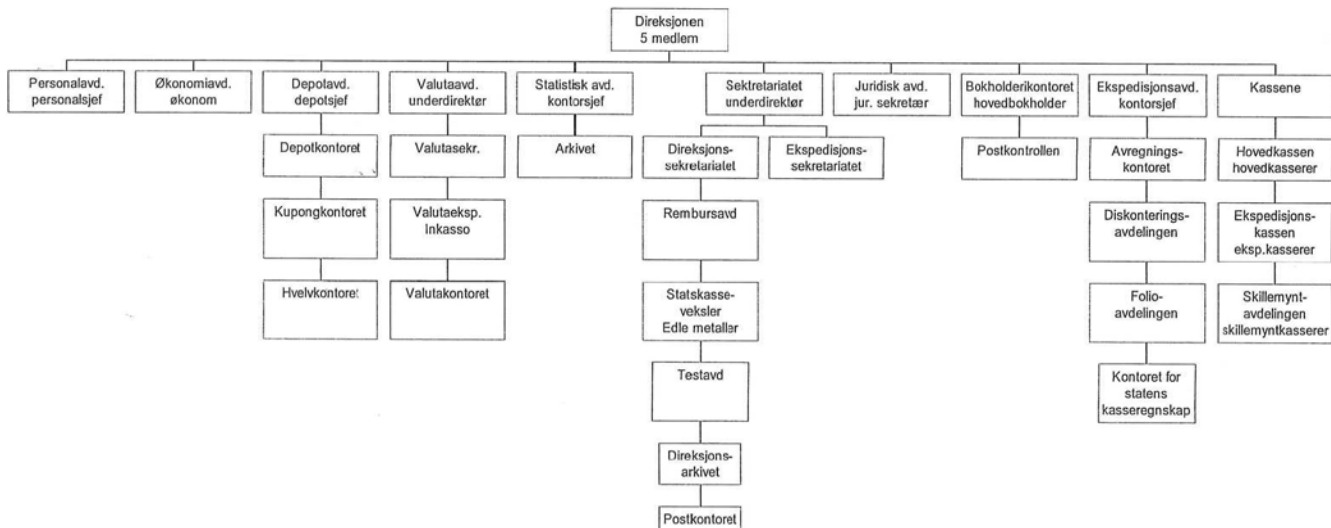 Direksjonen
5 medlem
Personalavd.
personalsjef
Økonomiavd.
økonom
Depotavd.
depotsjef
Valutaavd.
underdirektør
Statistisk avd.
kontorsjef
Sektretariatet
underdirektør
Juridisk avd.
jur. sekretær
Bokholderikontoret
hovedbokholder
Ekspedisjonsavd.
kontorsjef
Kassene
Depotkontoret
Valutasekr.
Arkivet
Direksjons-
sekretariatet
Ekspedisjons-
sekretariatet
Postkontrollen
Avregnings-
kontoret
Hovedkassen
hovedkasserer
Kupongkontoret
Valutaeksp.
Inkasso
Rembursavd
Diskonterings-
avdelingen
Ekspedisjons-
kassen
eksp.kasserer
Hvelvkontoret
Valutakontoret
Statskasse-
veksler
Edle metaller
Folio-
avdelingen
Skillemynt-
avdelingen
skillemyntkasserer
Testavd
Kontoret for
statens
kasseregnskap
Direksjons-
arkivet
Postkontoret